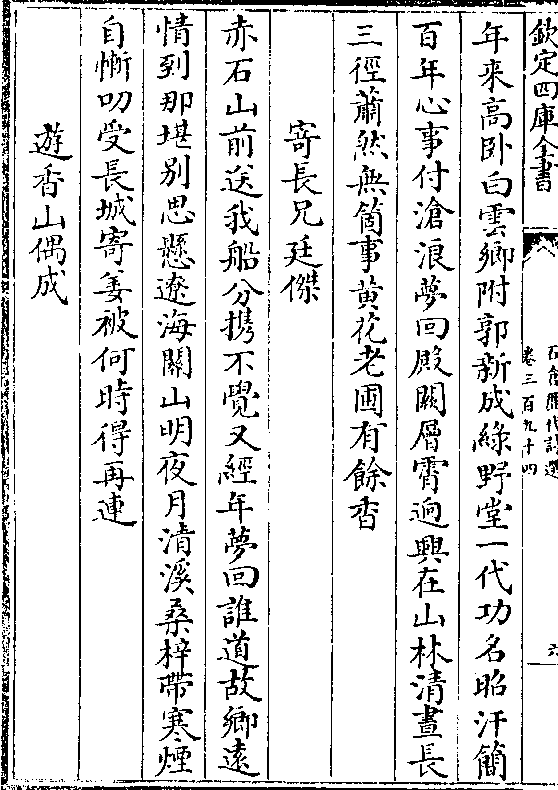 欽定四庫全書
石倉歷代詩選
卷三百九十四
六
年来高卧白雲鄉附郭新成綠野堂一代功名昭汗簡
百年心事付滄浪夢回殿闕層霄逈興在山林清晝長
三徑蕭然無箇事黄花老圃有餘香
寄長兄廷傑
赤石山前送我船分携不覺又經年夢回誰道故鄉遠
情到那堪别思懸遼海關山明夜月清溪桑梓帶寒煙
自慚叨受長城寄姜被何時得再連
遊香山偶成